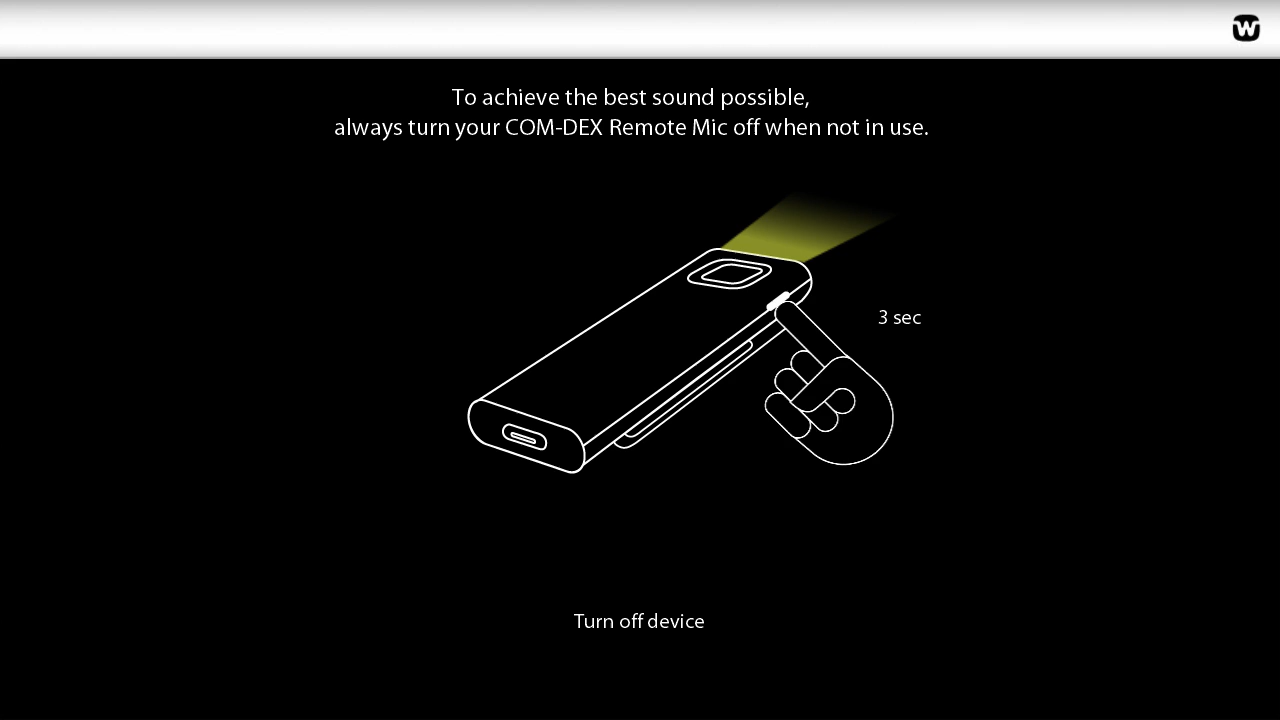 To achieve the best sound possible,
always turn your COM-DEX Remote Mic off when not in use.
3 sec
Turn off device